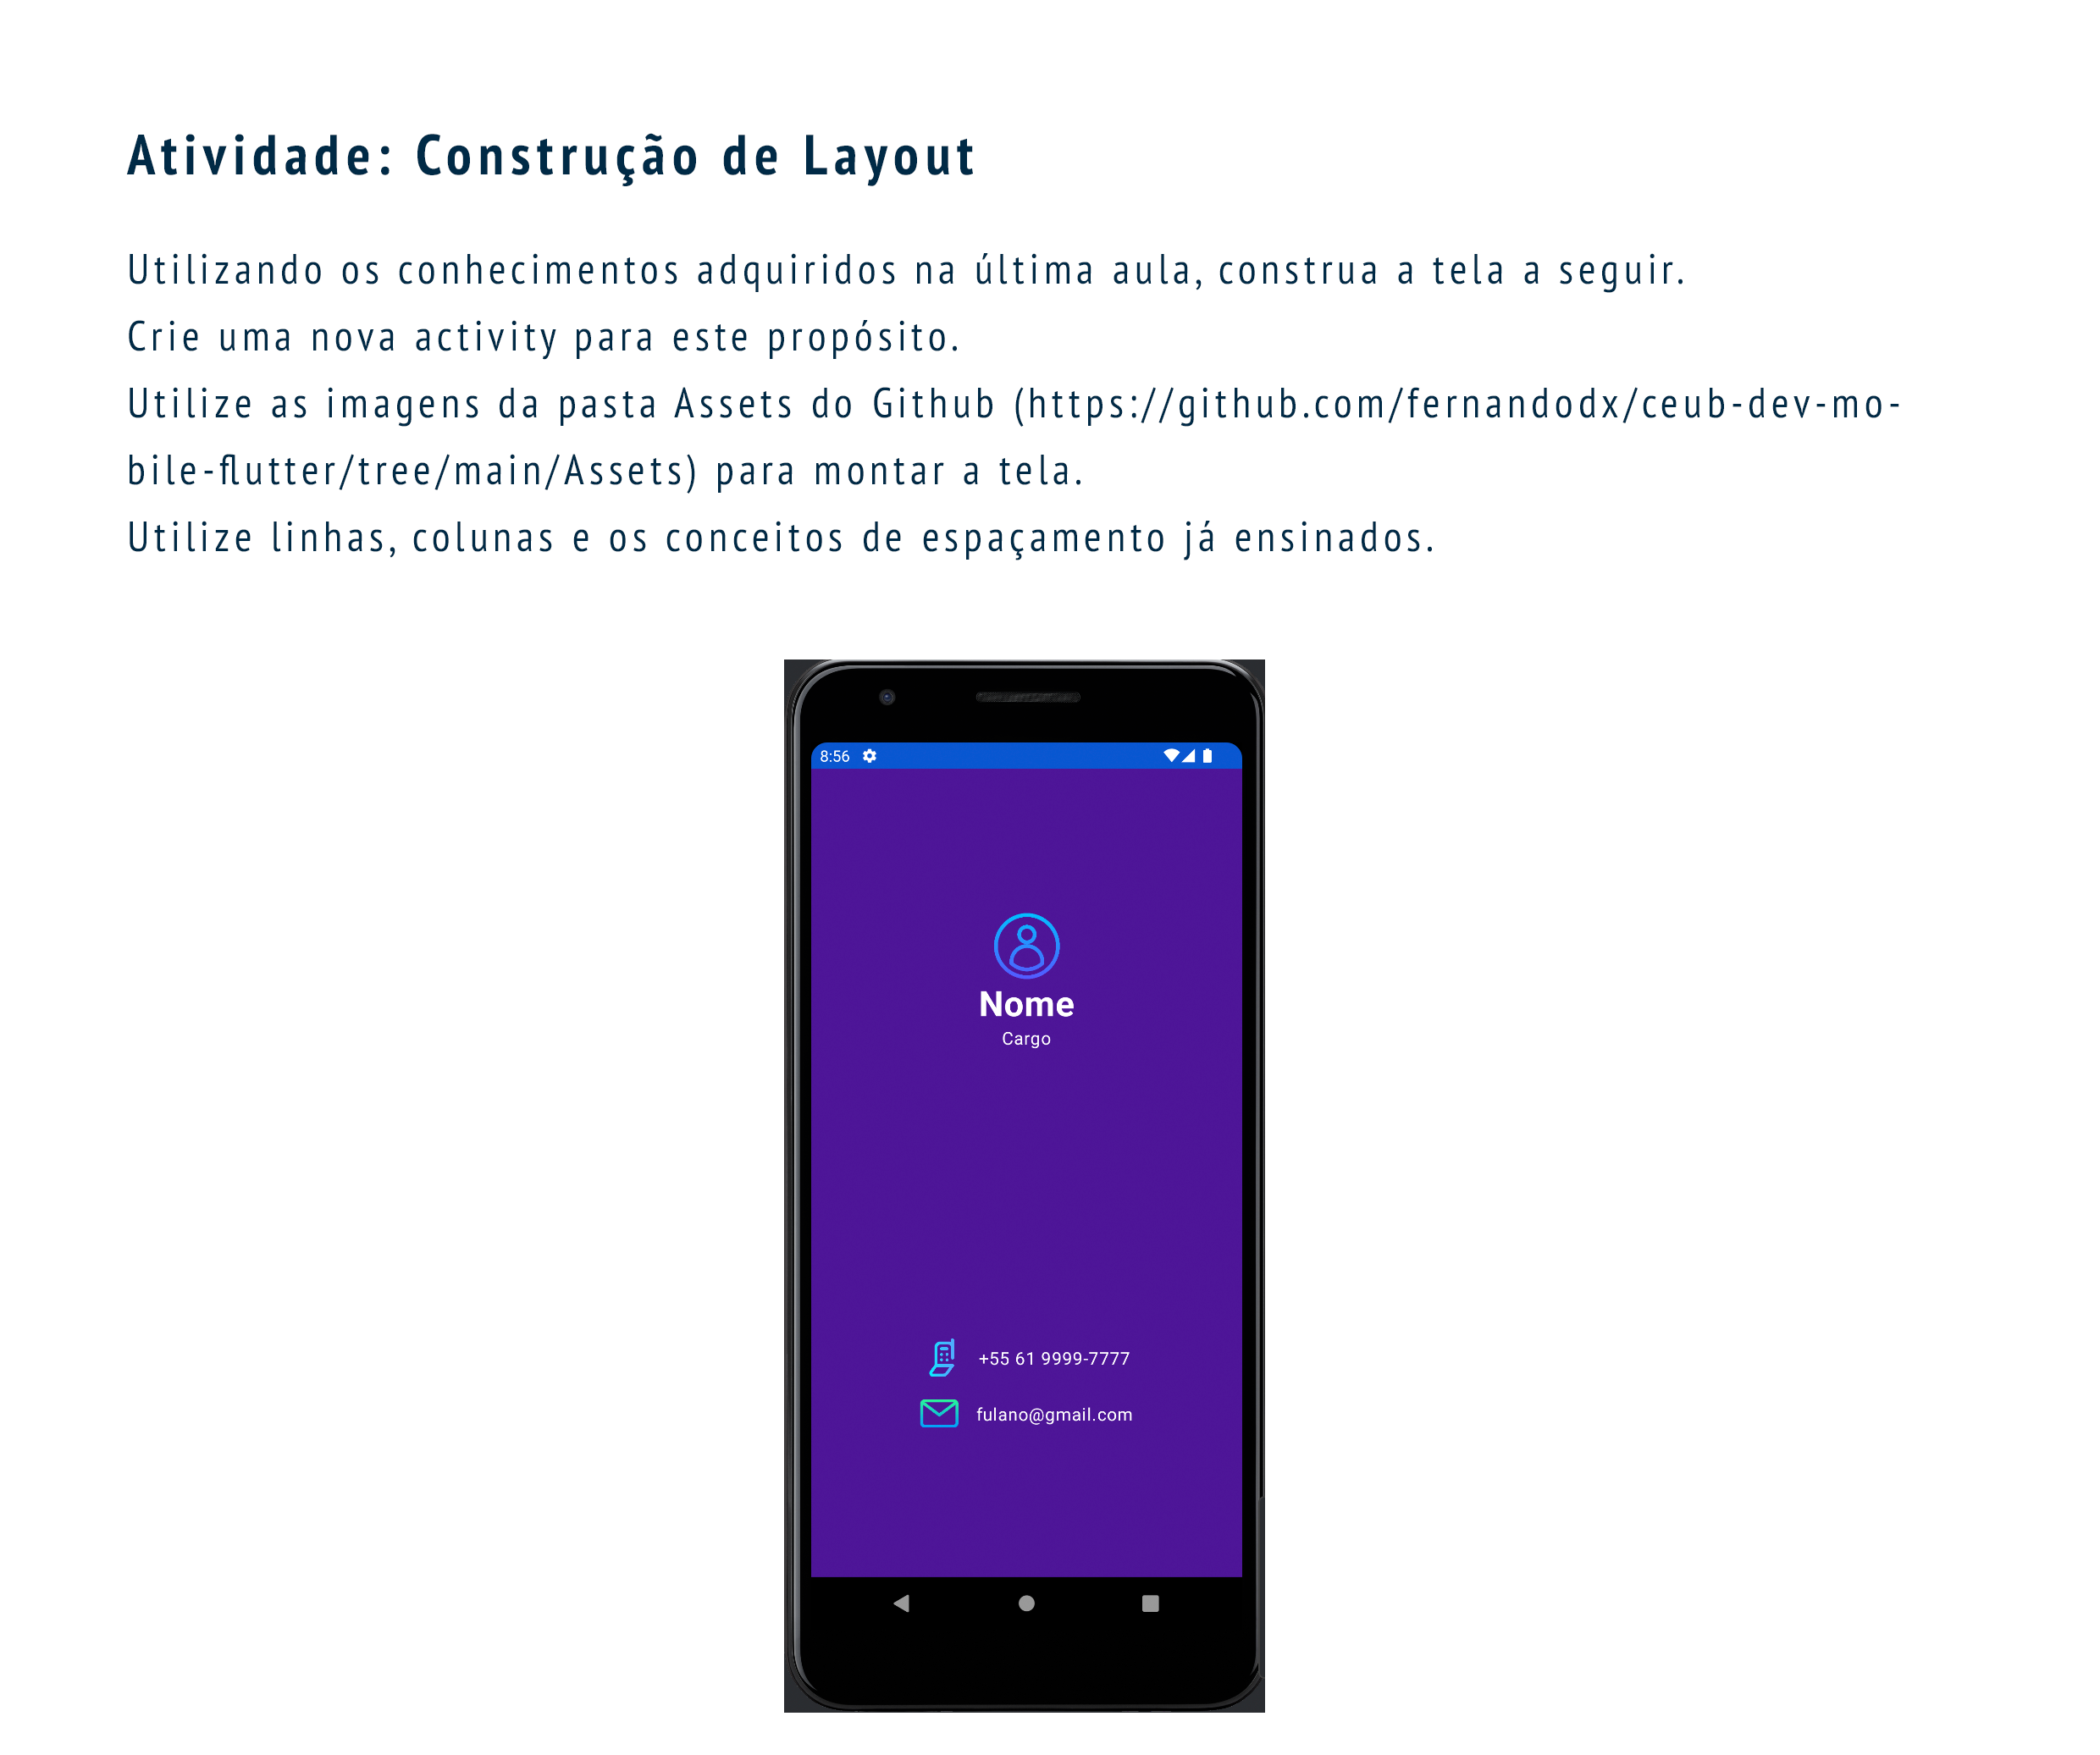 Atividade: Construção de Layout
Utilizando os conhecimentos adquiridos na última aula, construa a tela a seguir.
Crie uma nova activity para este propósito.
Utilize as imagens da pasta Assets do Github (https://github.com/fernandodx/ceub-dev-mo-
bile-flutter/tree/main/Assets) para montar a tela.
Utilize linhas, colunas e os conceitos de espaçamento já ensinados.
8:56
Nome
Cargo
+55 61 9999-7777
fulano@gmail.com